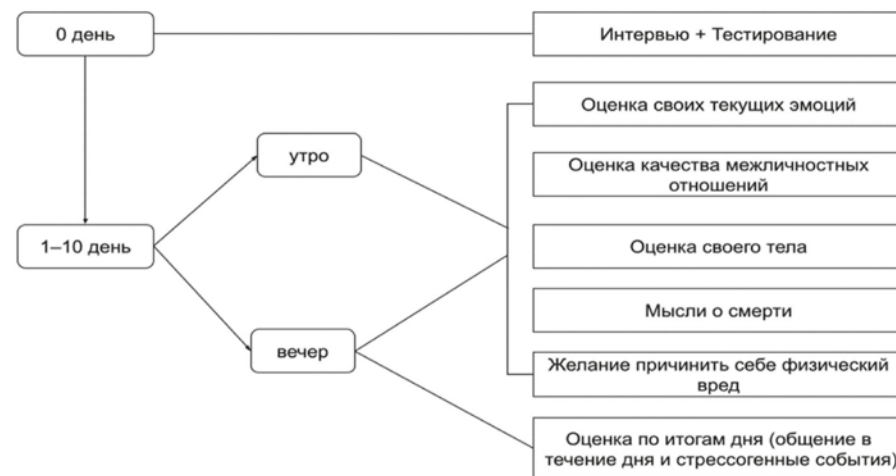 0 день
Интервью + Тестирование
Оценка своих текущих эмоций
утро
Оценка качества межличностных
отношений
1–10 день
Оценка своего тела
Мысли о смерти
вечер
Желание причинить себе физический
вред
Оценка по итогам дня (общение в
течение дня и стрессогенные события)